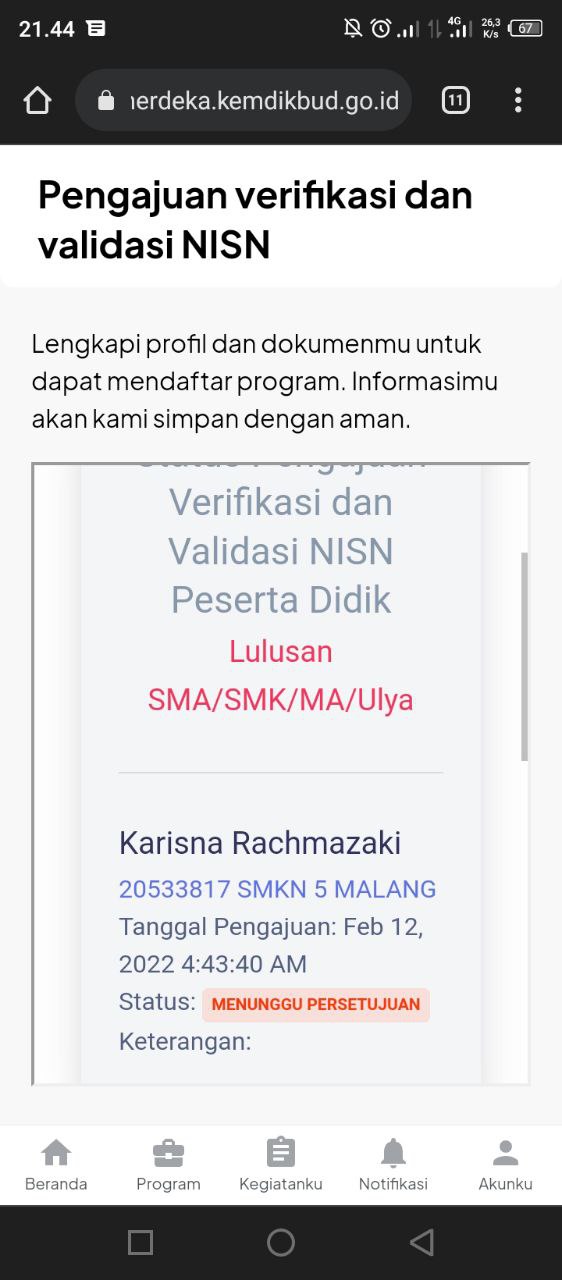 21.44
4G
26,3
K/s
67
nerdeka.kemdikbud.go.id
11
Pengajuan verifikasi dan
validasi NISN
Lengkapi profil dan dokumenmu untuk
dapat mendaftar program. Informasimu
akan kami simpan dengan aman.
Status Pengajuan
Verifikasi dan
Validasi NISN
Peserta Didik
Lulusan
SMA/SMK/MA/Ulya
Karisna Rachmazaki
20533817 SMKN 5 MALANG
Tanggal Pengajuan: Feb 12,
2022 4:43:40 AM
Status: MENUNGGU PERSETUJUAN
Keterangan:
Beranda Program Kegiatanku Notifikasi Akunku